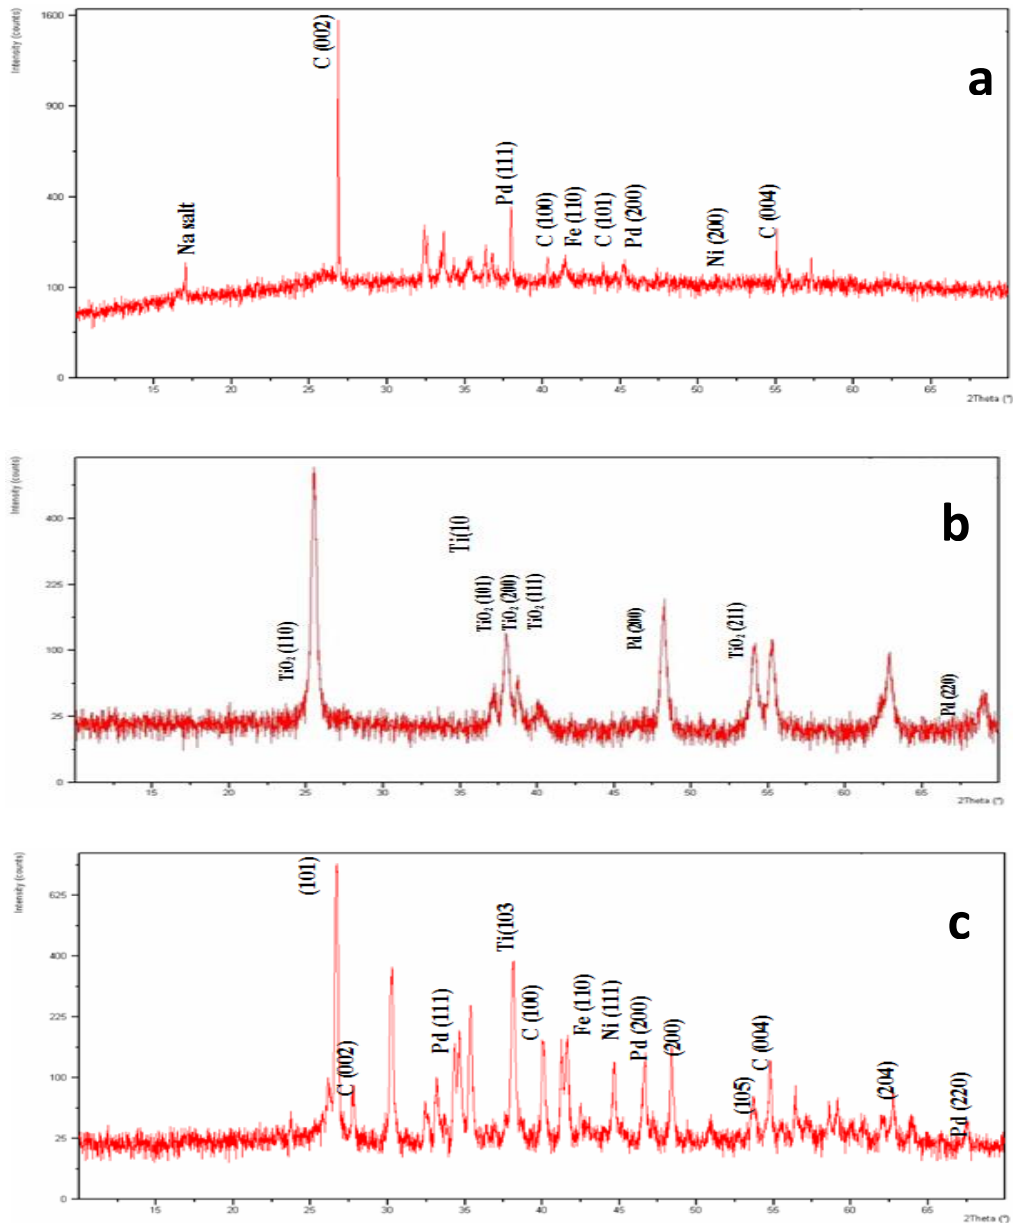 Intensity (counts)
1600
900
400
100
0
a
Na salt
C (002)
Pd (111)
C (100)
Fe (110)
C (101)
Pd (200)
Ni (200)
C (004)
15 20 25 30 35 40 45 50 55 60 65
2Theta (°)
Intensity (counts)
400
225
100
25
0
b
TiO₂ (110)
Ti(10
TiO₂ (101)
TiO₂ (200)
TiO₂ (111)
Pd (200)
TiO₂ (211)
Pd (220)
15 20 25 30 35 40 45 50 55 60 65
2Theta (°)
Intensity (counts)
625
400
225
100
25
0
c
(101)
C (002)
Pd (111)
Ti(103
C (100)
Fe (110)
Ni (111)
Pd (200)
(200)
(105)
C (004)
(204)
Pd (220)
15 20 25 30 35 40 45 50 55 60 65
2Theta (°)